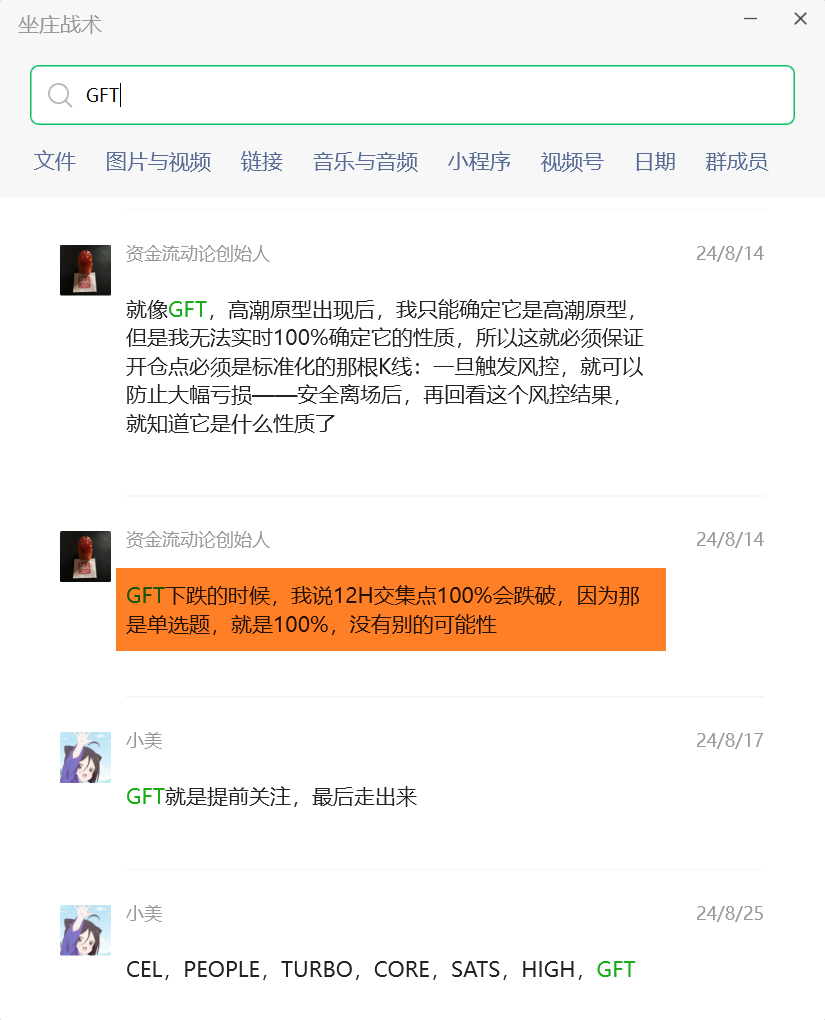 坐庄战术
GFT
文件 图片与视频 链接 音乐与音频 小程序 视频号 日期 群成员
资金流动论创始人 24/8/14
就像GFT，高潮原型出现后，我只能确定它是高潮原型，
但是我无法实时100%确定它的性质，所以这就必须保证
开仓点必须是标准化的那根K线：一旦触发风控，就可以
防止大幅亏损——安全离场后，再回看这个风控结果，
就知道它是什么性质了
资金流动论创始人 24/8/14
GFT下跌的时候，我说12H交集点100%会跌破，因为那
是单选题，就是100%，没有别的可能性
小美 24/8/17
GFT就是提前关注，最后走出来
小美 24/8/25
CEL，PEOPLE，TURBO，CORE，SATS，HIGH，GFT